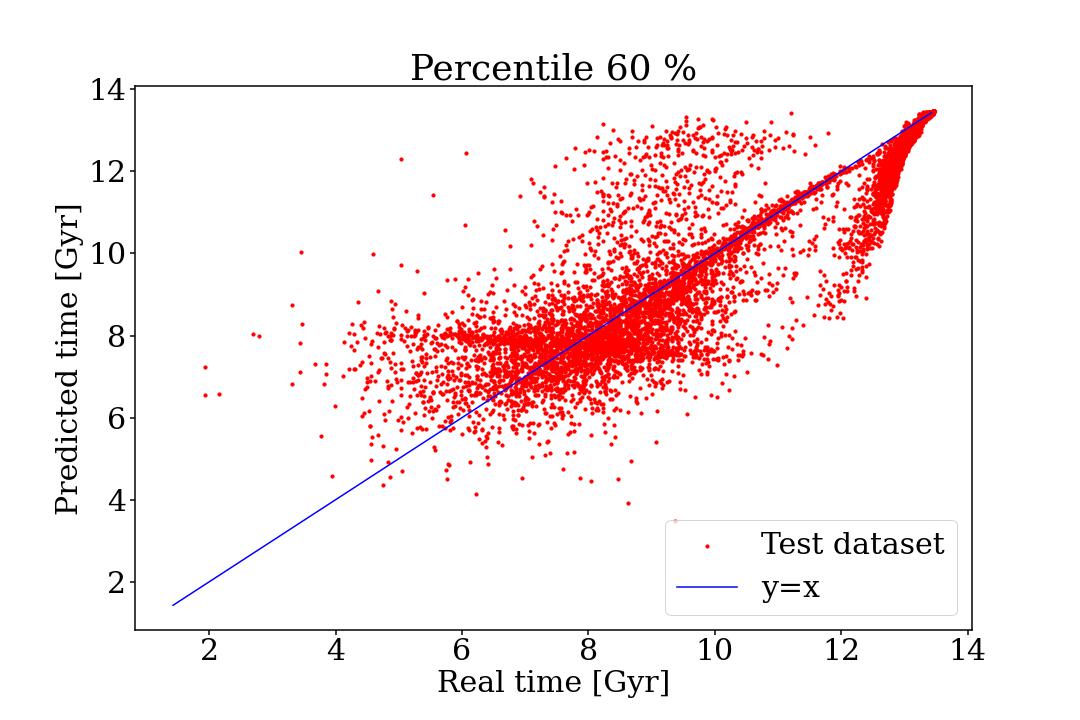 Percentile 60 %
Predicted time [Gyr]
14
12
10
8
6
4
2
Test dataset
y=x
2 4 6 8 10 12 14
Real time [Gyr]